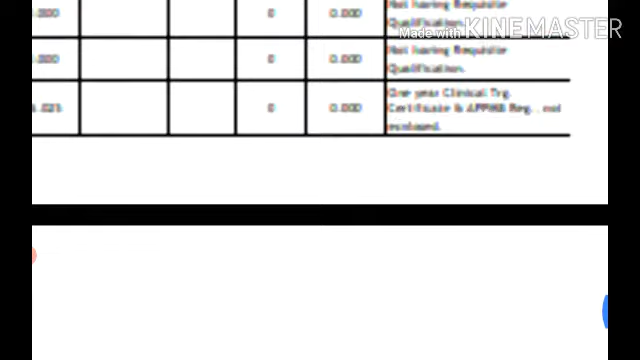 Not having Requisite
Qualification.
Made with KINEMASTER
0 0.000
.000 0 0.000 Not having Requisite
Qualification.
One year Clinical Trg.
0 0.000 Certificate & APPMB Reg. , not
enclosed.